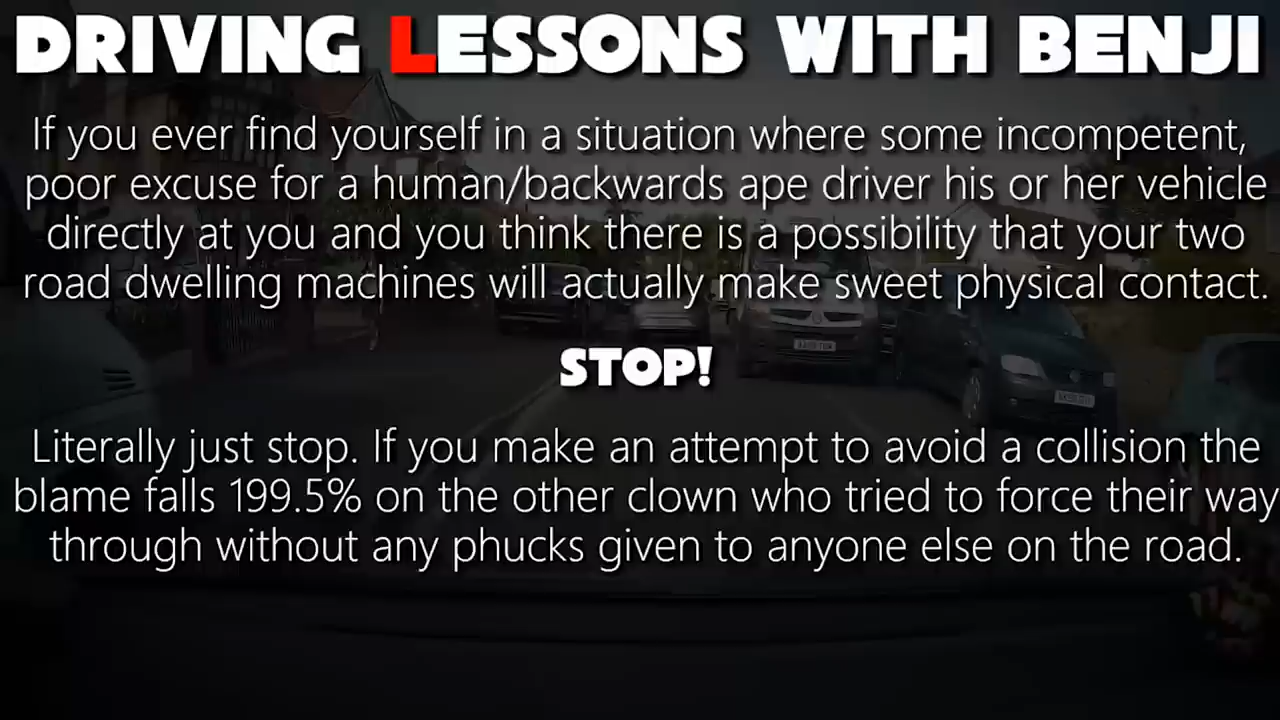 DRIVING LESSONS WITH BENJI
If you ever find yourself in a situation where some incompetent,
poor excuse for a human/backwards ape driver his or her vehicle
directly at you and you think there is a possibility that your two
road dwelling machines will actually make sweet physical contact.
STOP!
Literally just stop. If you make an attempt to avoid a collision the
blame falls 199.5% on the other clown who tried to force their way
through without any phucks given to anyone else on the road.